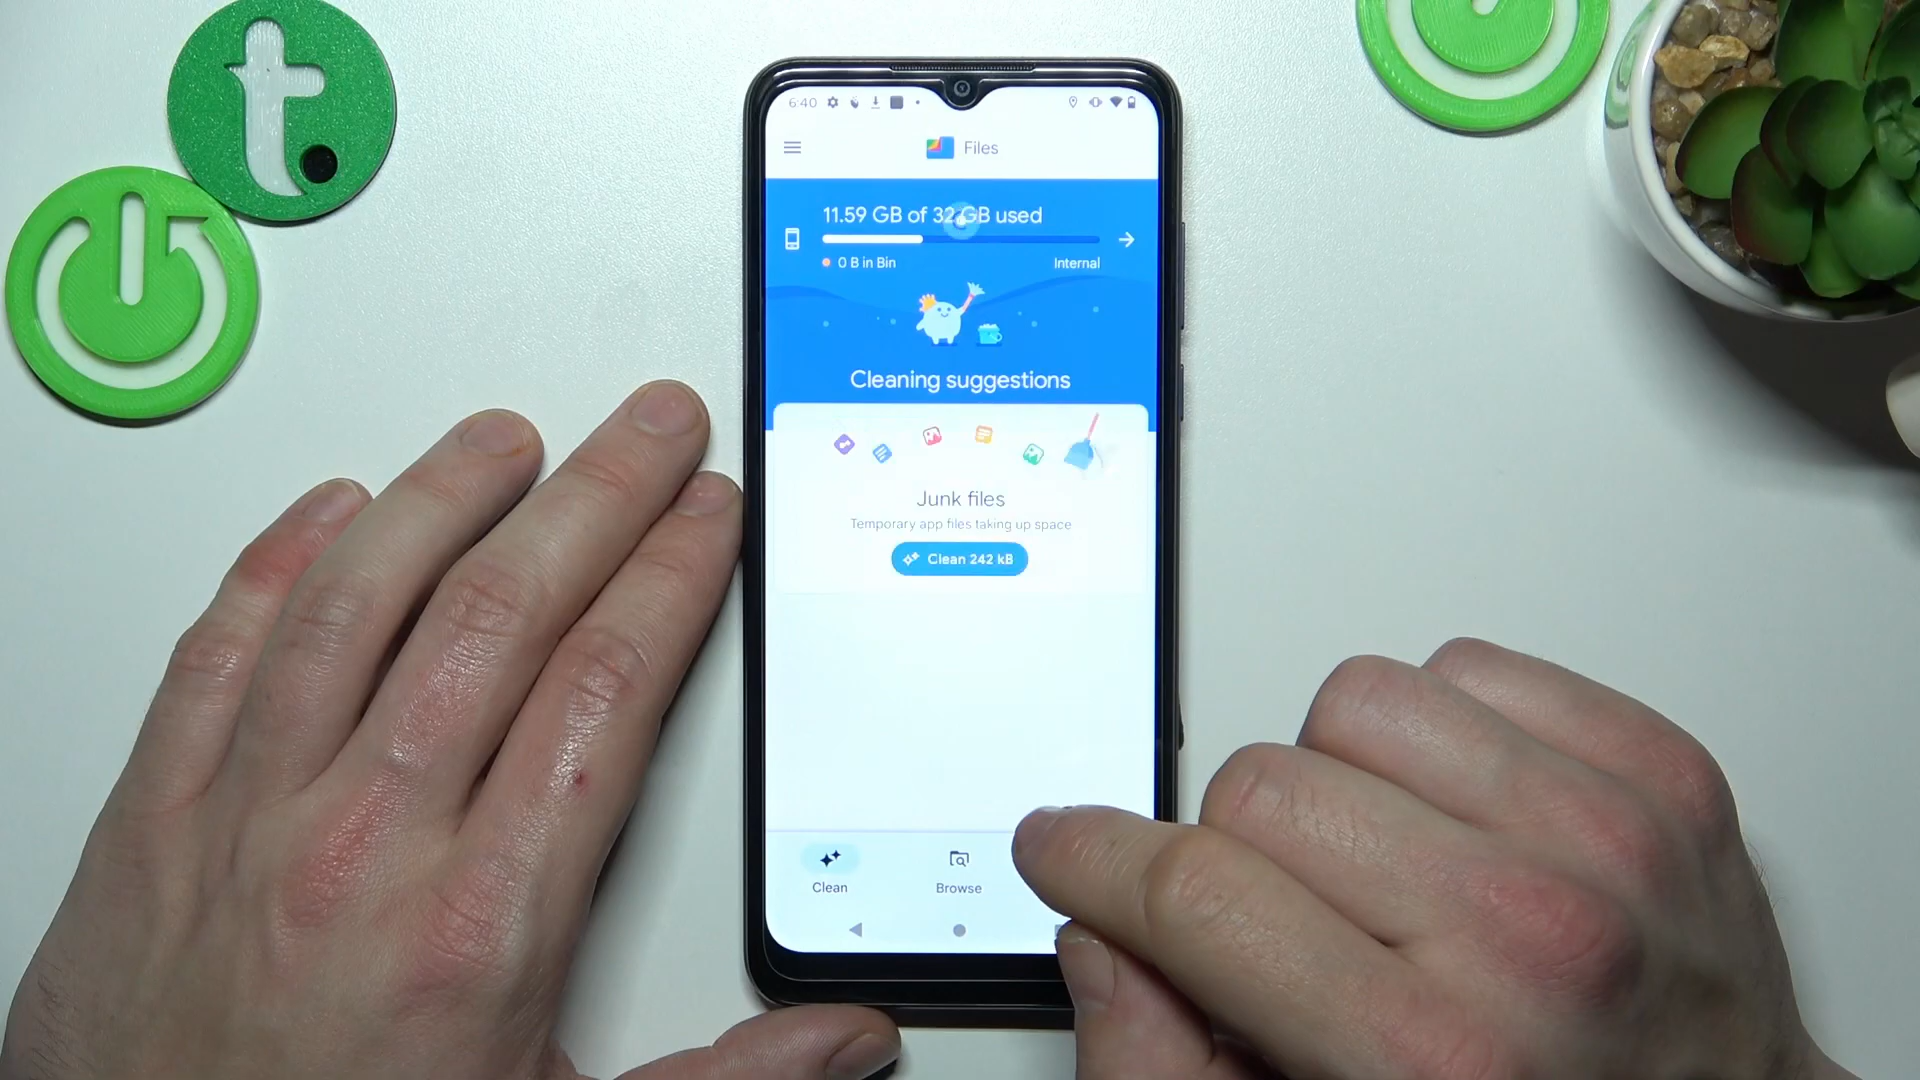 t.
6:40
Files
11.59 GB of 32 GB used
0 B in Bin
Internal
Cleaning suggestions
Junk files
Temporary app files taking up space
Clean 242 kB
Clean
Browse